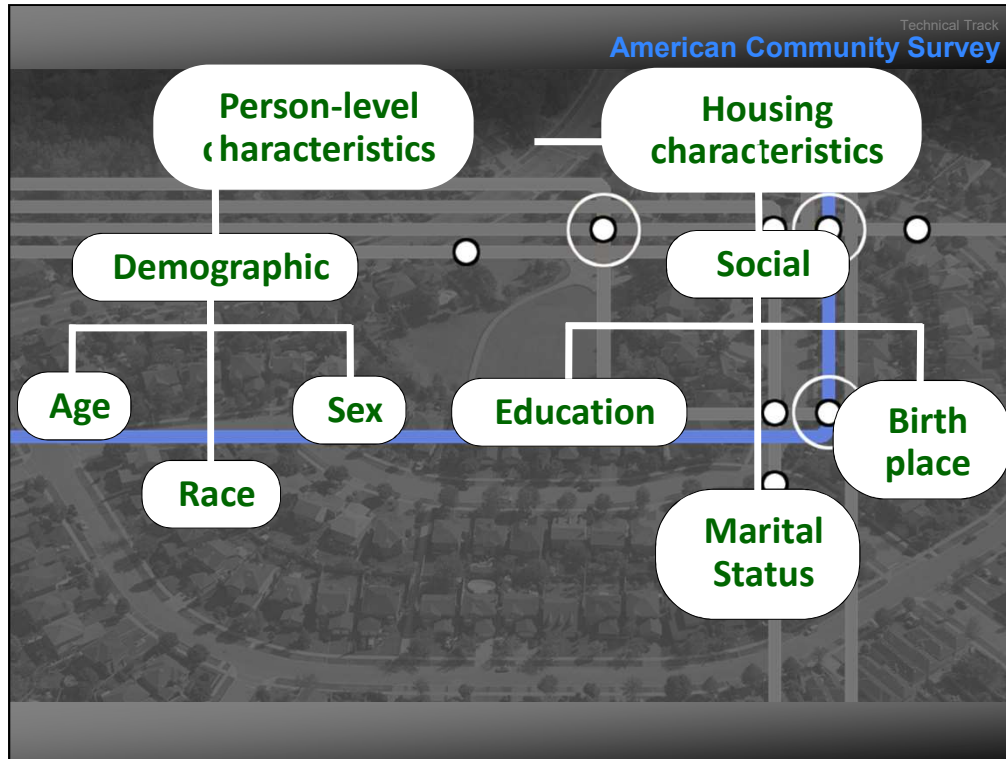 Technical Track
American Community Survey
Person-level
characteristics
Housing
characteristics
Demographic
Social
Age
Sex
Race
Education
Birth
place
Marital
Status